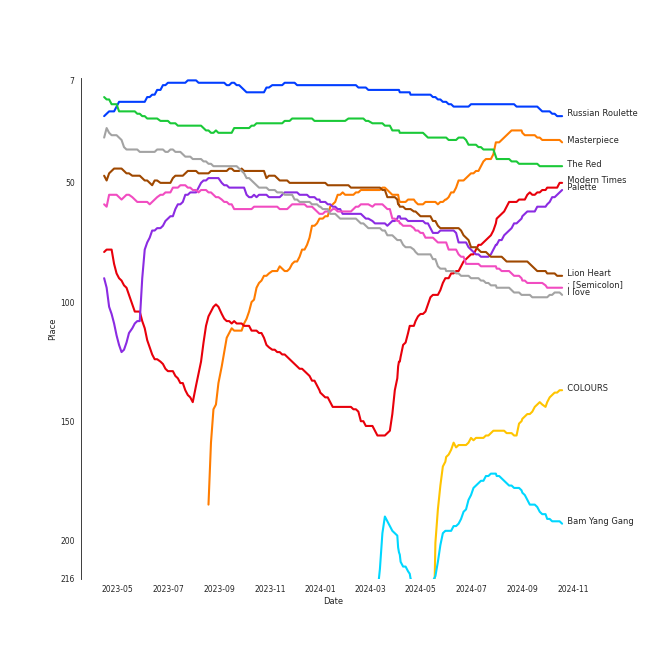 7
50
100
150
200
216
Place
2023-05
2023-07
2023-09
2023-11
2024-01
2024-03
2024-05
2024-07
2024-09
2024-11
Date
Russian Roulette
Masterpiece
The Red
Modern Times
Palette
Lion Heart
; [Semicolon]
I love
COLOURS
Bam Yang Gang